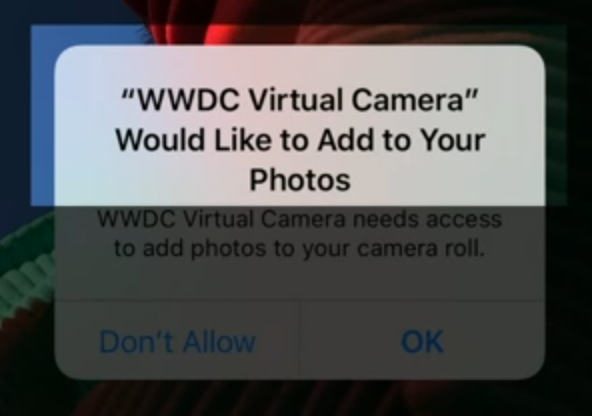 “WWDC Virtual Camera”
Would Like to Add to Your
Photos
WWDC Virtual Camera needs access
to add photos to your camera roll.
Don’t Allow
OK